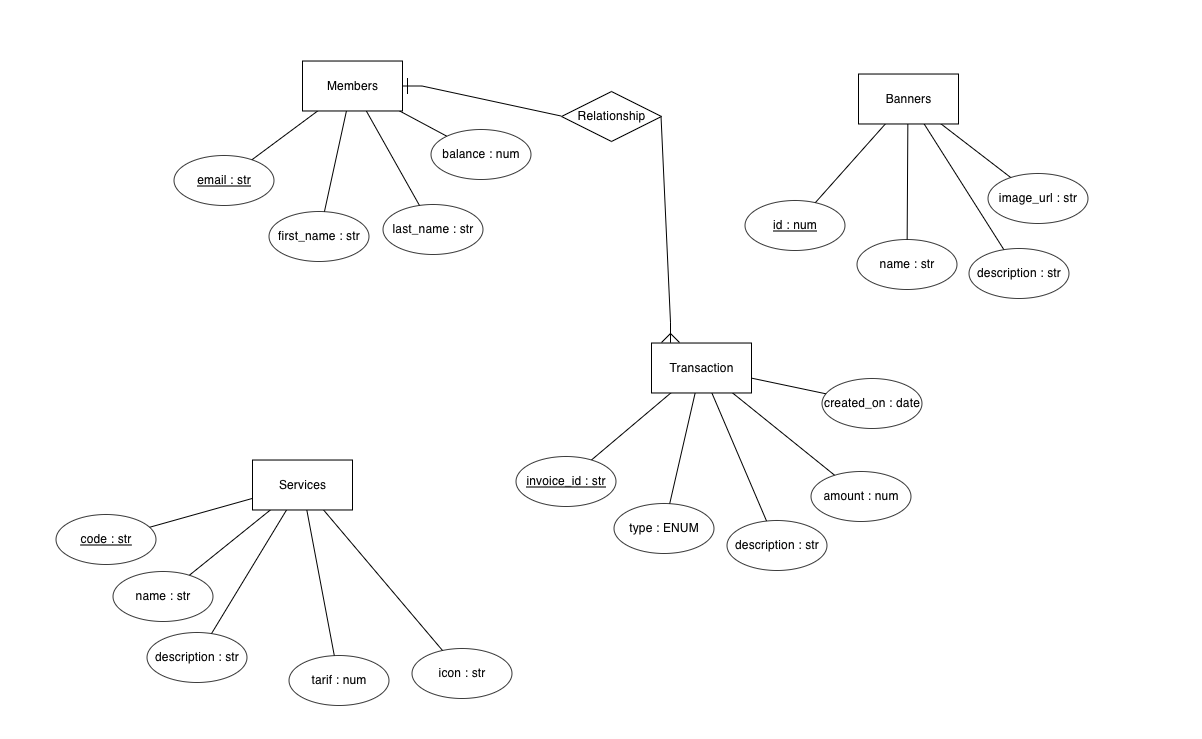 Members
Relationship
Banners
balance : num
email : str
first_name : str
last_name : str
image_url : str
id : num
name : str
description : str
Transaction
created_on : date
invoice_id : str
amount : num
type : ENUM
description : str
Services
code : str
name : str
description : str
tarif : num
icon : str